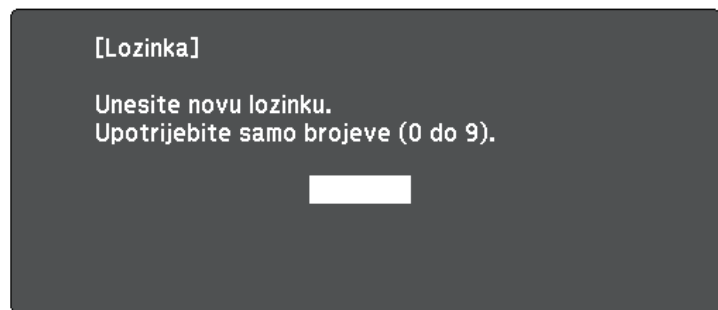 [Lozinka]
Unesite novu lozinku.
Upotrijebite samo brojeve (0 do 9).